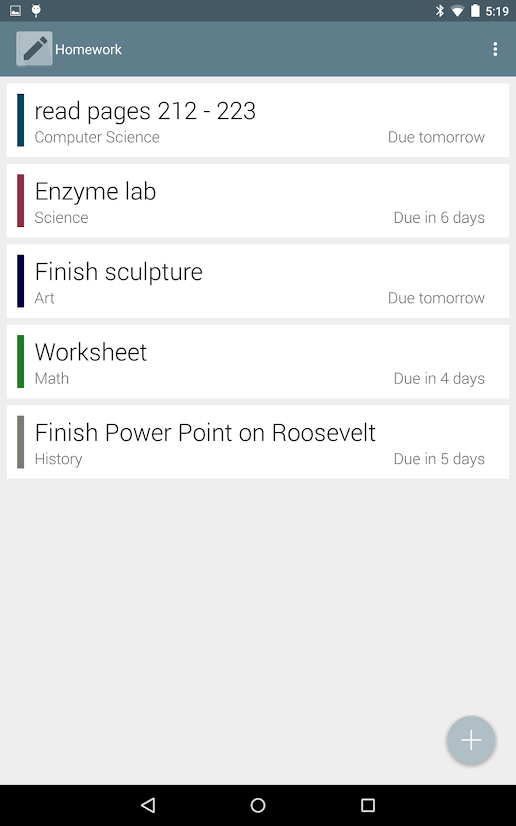 5:19
Homework
read pages 212 - 223
Computer Science Due tomorrow
Enzyme lab
Science Due in 6 days
Finish sculpture
Art Due tomorrow
Worksheet
Math Due in 4 days
Finish Power Point on Roosevelt
History Due in 5 days